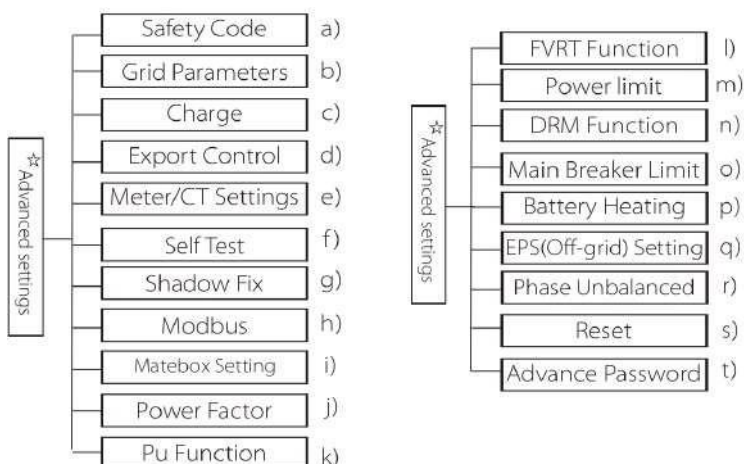 ☆ Advanced settings
Safety Code a)
Grid Parameters b)
Charge c)
Export Control d)
Meter/CT Settings e)
Self Test f)
Shadow Fix g)
Modbus h)
Matebox Setting i)
Power Factor j)
Pu Function k)
☆ Advanced settings
FVRT Function l)
Power limit m)
DRM Function n)
Main Breaker Limit o)
Battery Heating p)
EPS(Off-grid) Setting q)
Phase Unbalanced r)
Reset s)
Advance Password t)